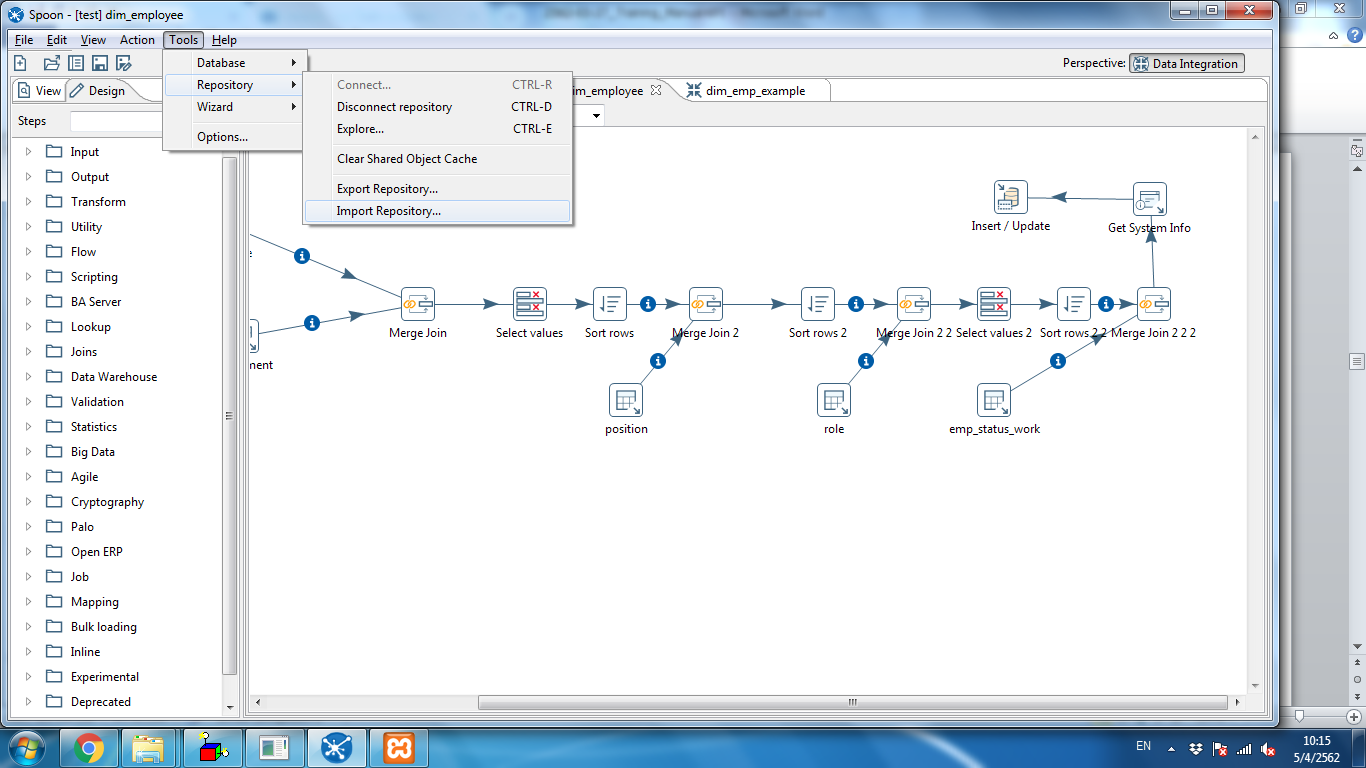 Spoon - [test] dim_employee
File Edit View Action Tools Help
Perspective: Data Integration
View Design
im_employee
dim_emp_example
Steps
Database
Repository
Wizard
Options...
Connect... CTRL-R
Disconnect repository CTRL-D
Explore... CTRL-E
Clear Shared Object Cache
Export Repository...
Import Repository...
Input
Output
Transform
Utility
Flow
Scripting
BA Server
Lookup
Joins
Data Warehouse
Validation
Statistics
Big Data
Agile
Cryptography
Palo
Open ERP
Job
Mapping
Bulk loading
Inline
Experimental
Deprecated
Insert / Update
Get System Info
e
Merge Join
Select values
Sort rows
Merge Join 2
Sort rows 2
Merge Join 2 2
Select values 2
Sort rows 2 2
Merge Join 2 2 2
ment
position
role
emp_status_work
EN
10:15
5/4/2562